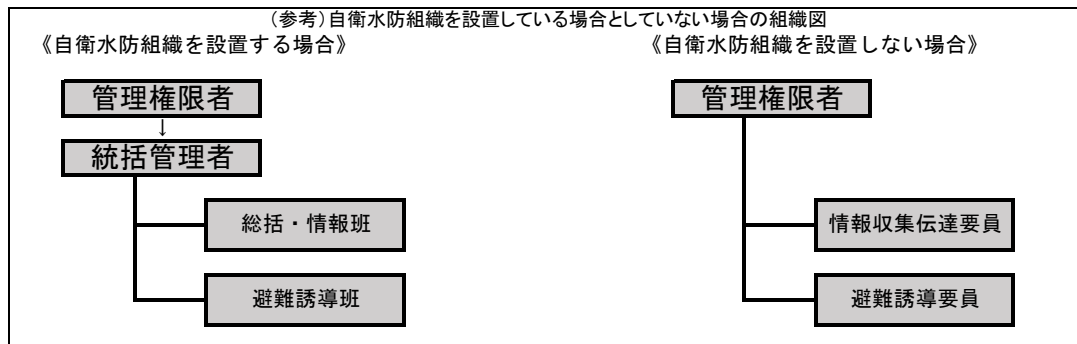 （参考）自衛水防組織を設置している場合としていない場合の組織図
《自衛水防組織を設置する場合》
管理権限者
↓
統括管理者
総括・情報班
避難誘導班
《自衛水防組織を設置しない場合》
管理権限者
情報収集伝達要員
避難誘導要員